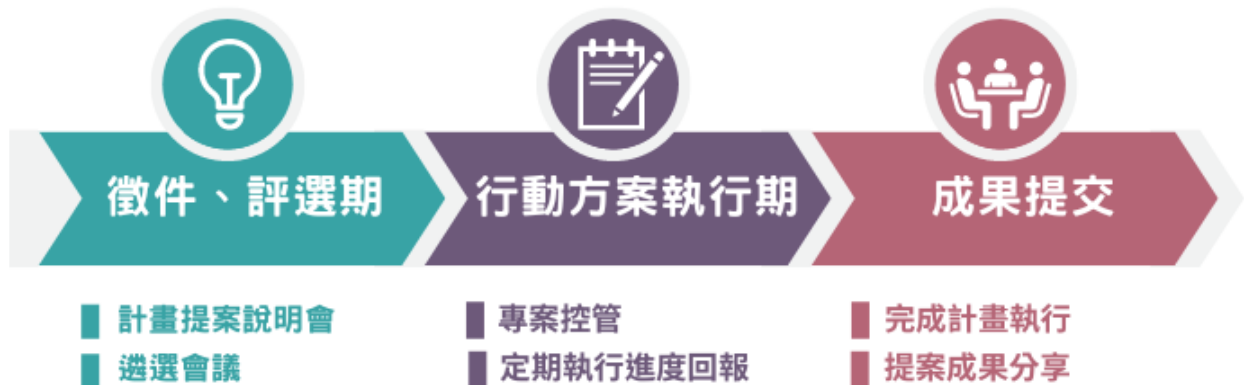 徵件、評選期
行動方案執行期
成果提交
計畫提案說明會
遴選會議
專案控管
定期執行進度回報
完成計畫執行
提案成果分享